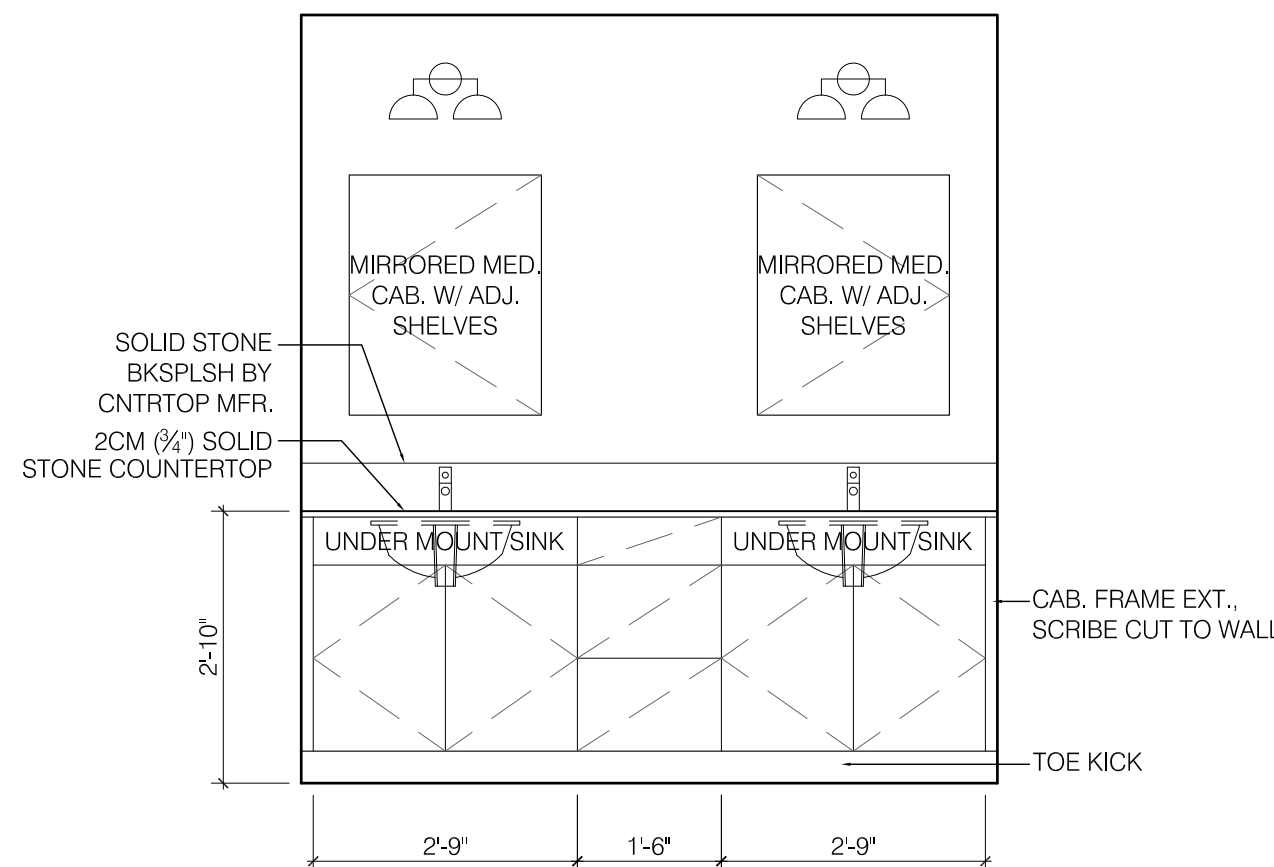 MIRRORED MED.
CAB. W/ ADJ.
SHELVES
MIRRORED MED.
CAB. W/ ADJ.
SHELVES
SOLID STONE
BKSPLSH BY
CNTRTOP MFR.
2CM (¾") SOLID
STONE COUNTERTOP
UNDER MOUNT SINK
UNDER MOUNT SINK
CAB. FRAME EXT.,
SCRIBE CUT TO WALL
2'-10"
TOE KICK
2'-9"
1'-6"
2'-9"